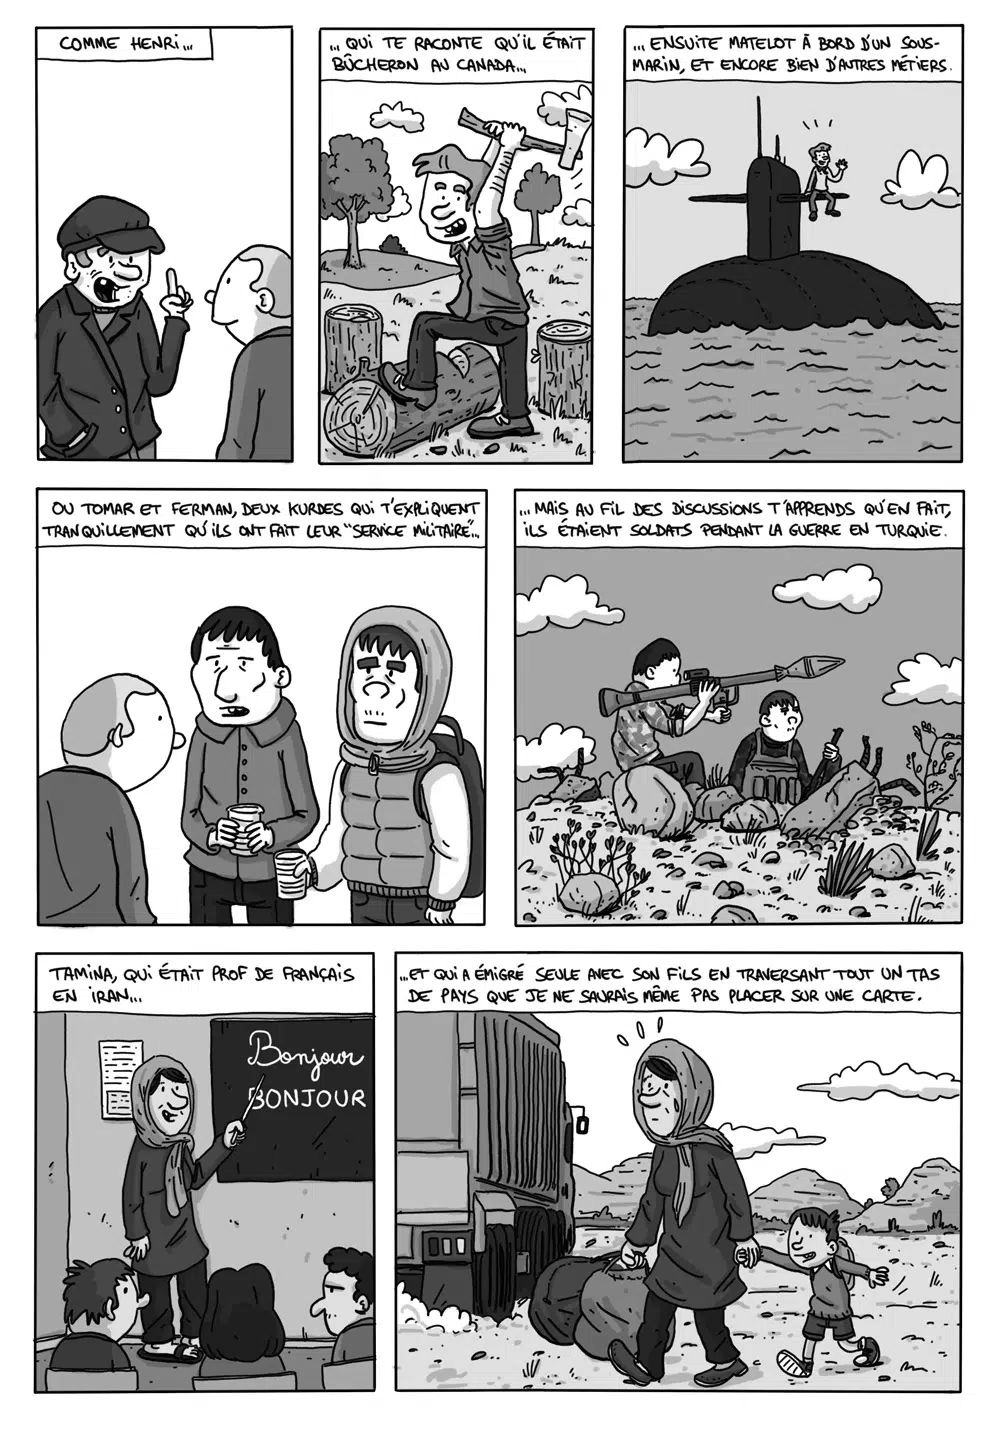 COMME HENRI...
... QUI TE RACONTE QU'IL ÉTAIT
BÛCHERON AU CANADA...
... ENSUITE MATELOT À BORD D'UN SOUS-
MARIN, ET ENCORE BIEN D'AUTRES MÉTIERS.
OU TOMAR ET FERMAN, DEUX KURDES QUI T'EXPLIQUENT
TRANQUILLEMENT QU'ILS ONT FAIT LEUR "SERVICE MILITAIRE"...
... MAIS AU FIL DES DISCUSSIONS T'APPRENDS QU'EN FAIT,
ILS ÉTAIENT SOLDATS PENDANT LA GUERRE EN TURQUIE.
TAMINA, QUI ÉTAIT PROF DE FRANÇAIS
EN IRAN...
Bonjour
BONJOUR
...ET QUI A ÉMIGRÉ SEULE AVEC SON FILS EN TRAVERSANT TOUT UN TAS
DE PAYS QUE JE NE SAURAIS MÊME PAS PLACER SUR UNE CARTE.